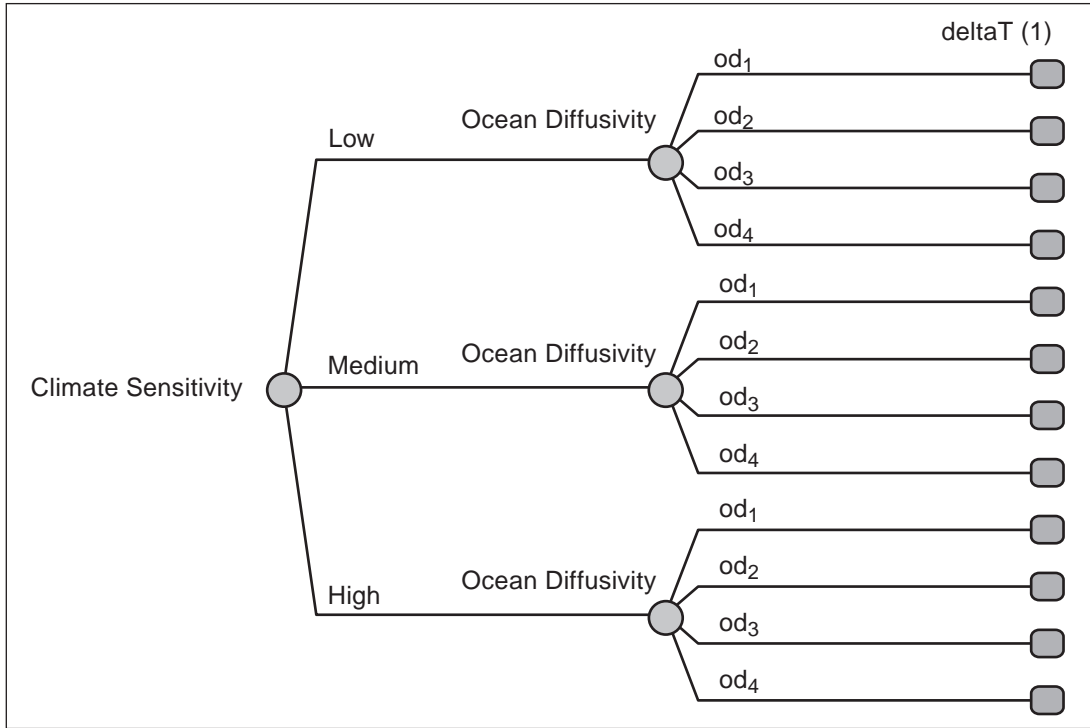 deltaT (1)
od₁
Ocean Diffusivity
od₂
Low
od₃
od₄
od₁
Ocean Diffusivity
od₂
Medium
Climate Sensitivity
od₃
od₄
od₁
Ocean Diffusivity
od₂
High
od₃
od₄